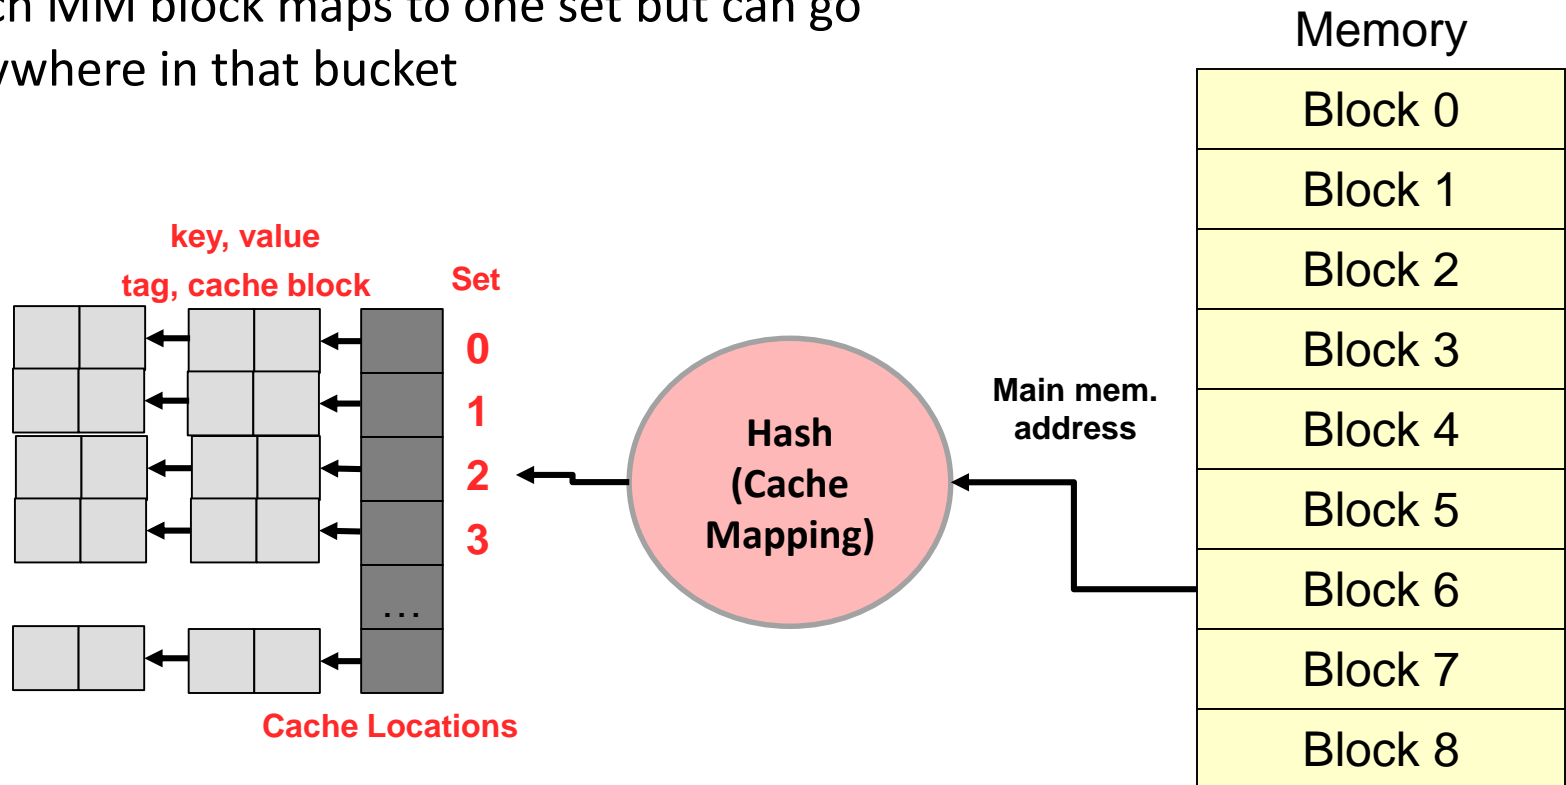 MM block maps to one set but can go
in that bucket
key, value
tag, cache block
Set
0
1
2
3
...
Cache Locations
Hash
(Cache
Mapping)
Main mem.
address
Memory
Block 0
Block 1
Block 2
Block 3
Block 4
Block 5
Block 6
Block 7
Block 8